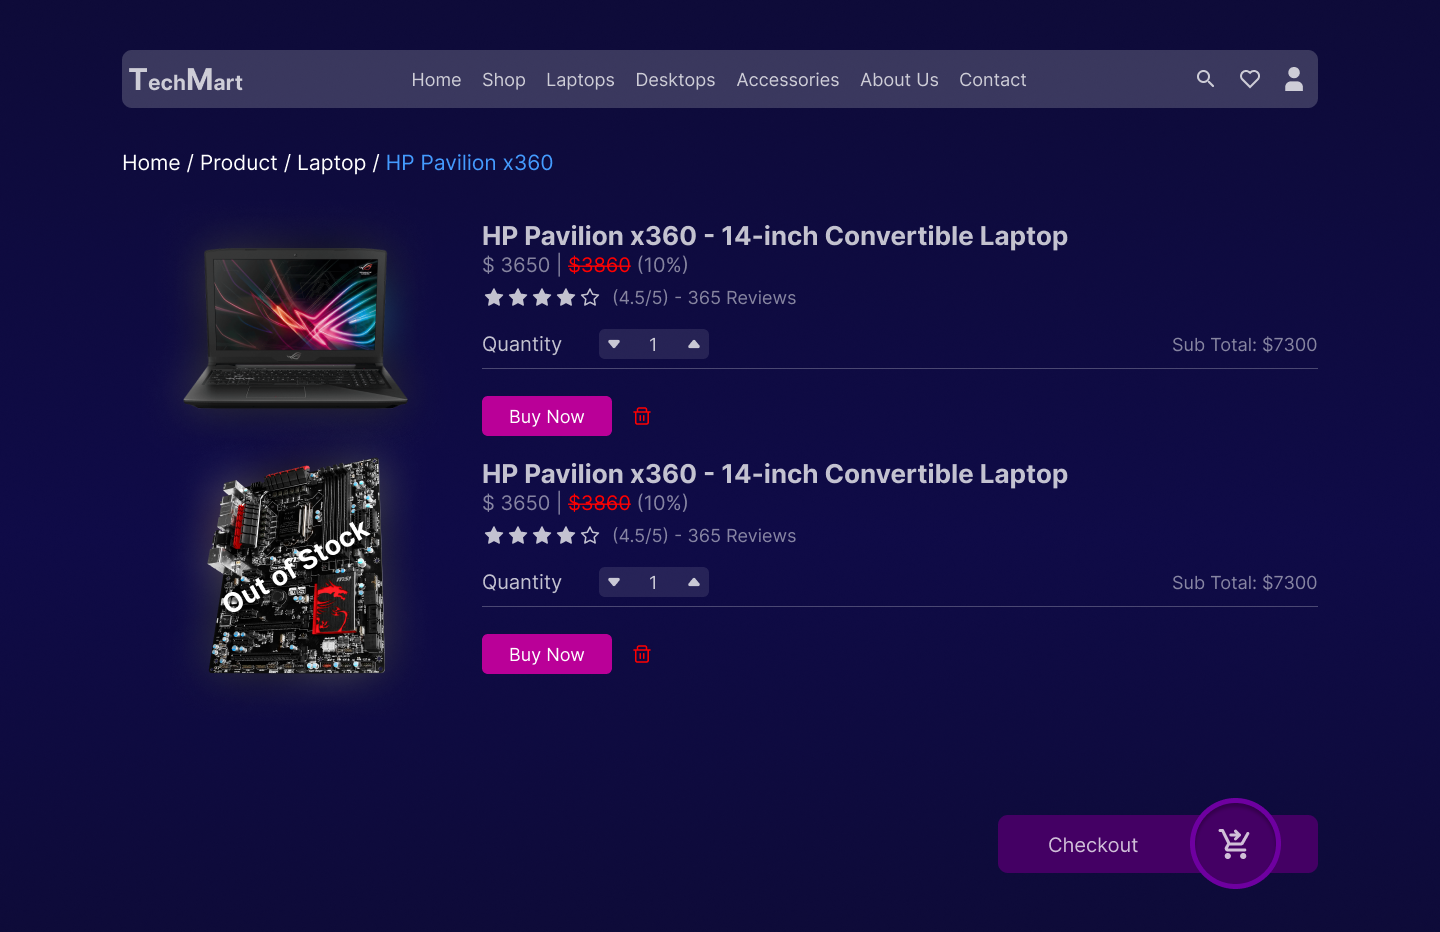 TechMart
Home Shop Laptops Desktops Accessories About Us Contact
Home / Product / Laptop / HP Pavilion x360
HP Pavilion x360 - 14-inch Convertible Laptop
$ 3650 | $3860 (10%)
(4.5/5) - 365 Reviews
Quantity 1 Sub Total: $7300
Buy Now
Out of Stock
msi
HP Pavilion x360 - 14-inch Convertible Laptop
$ 3650 | $3860 (10%)
(4.5/5) - 365 Reviews
Quantity 1 Sub Total: $7300
Buy Now
Checkout